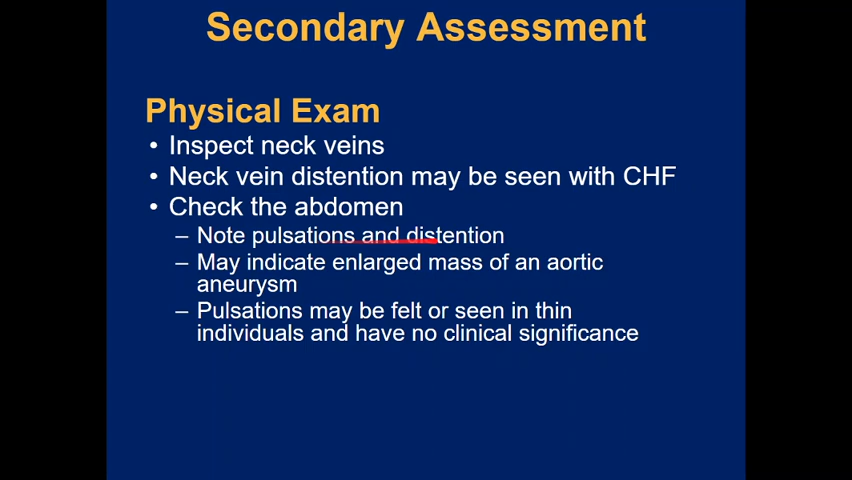 Secondary Assessment
Physical Exam
• Inspect neck veins
• Neck vein distention may be seen with CHF
• Check the abdomen
– Note pulsations and distention
– May indicate enlarged mass of an aortic
aneurysm
– Pulsations may be felt or seen in thin
individuals and have no clinical significance